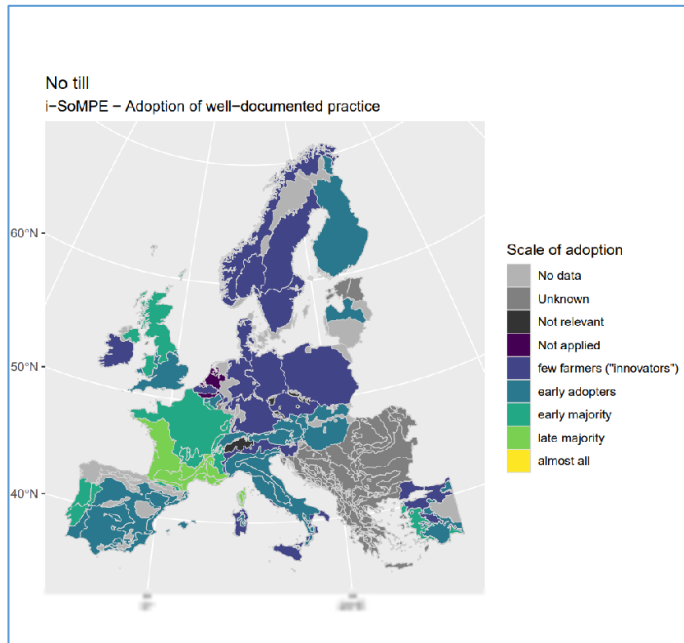 No till
i-SoMPE – Adoption of well-documented practice
60°N
50°N
40°N
Scale of adoption
No data
Unknown
Not relevant
Not applied
few farmers ("innovators")
early adopters
early majority
late majority
almost all